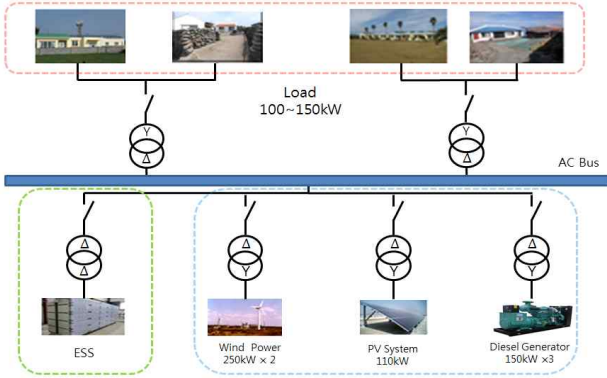 Load
100~150kW
Y
Δ
Y
Δ
AC Bus
Δ
Δ
Δ
Y
Δ
Y
Δ
Y
ESS
Wind Power
250kW × 2
PV System
110kW
Diesel Generator
150kW ×3